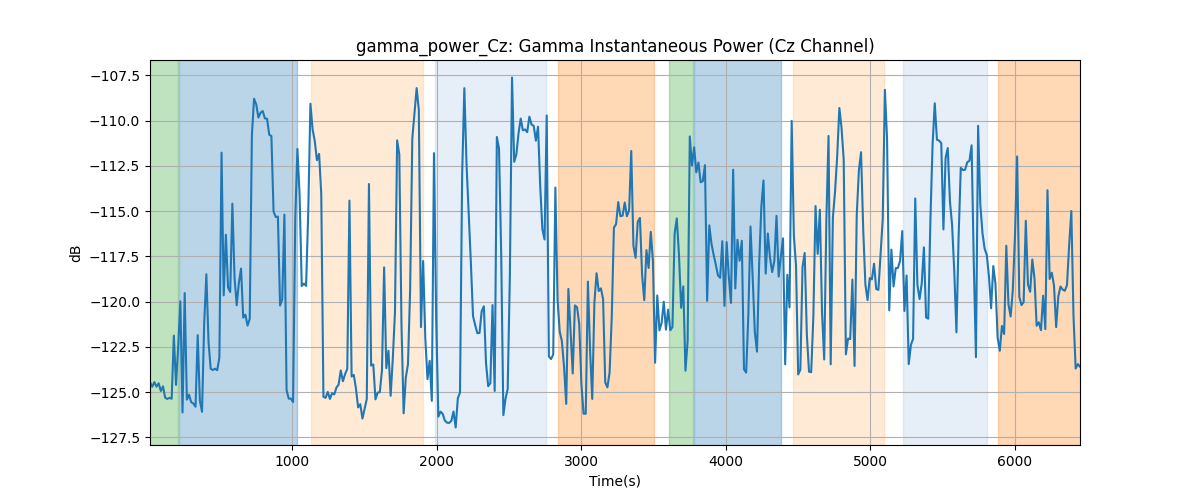 gamma_power_Cz: Gamma Instantaneous Power (Cz Channel)
−107.5
−110.0
−112.5
−115.0
−117.5
−120.0
−122.5
−125.0
−127.5
dB
1000 2000 3000 4000 5000 6000
Time(s)